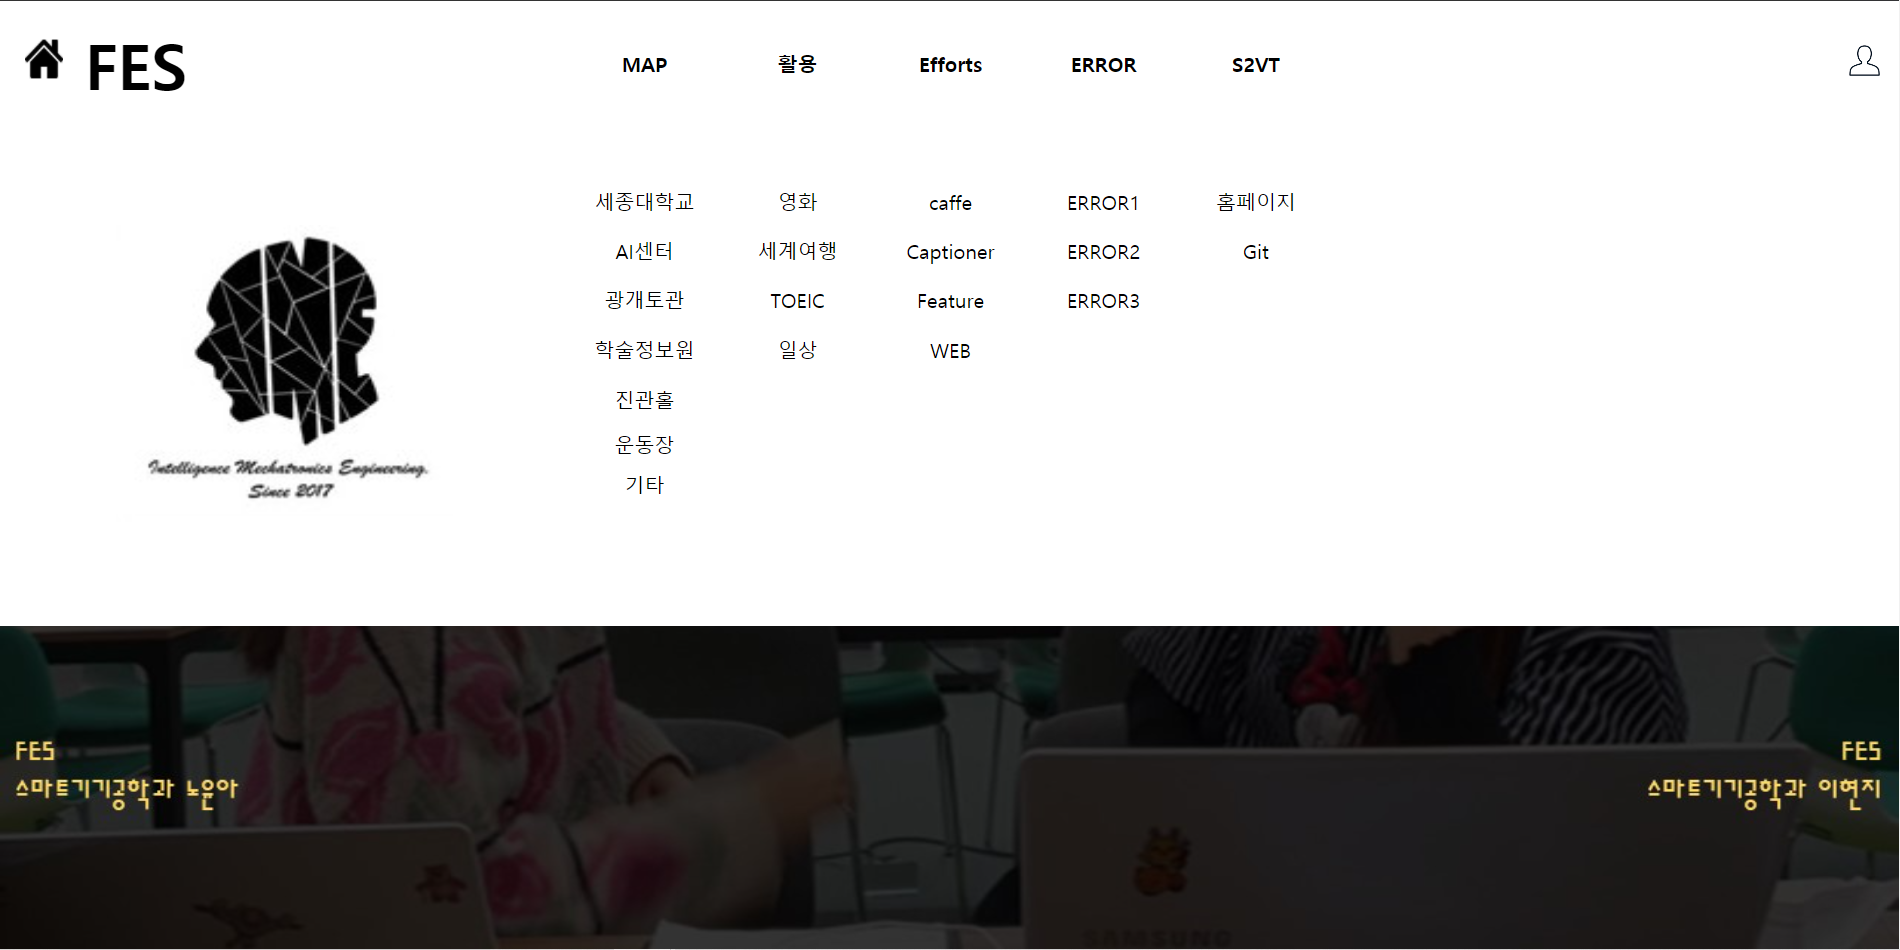 FES
MAP 활용 Efforts ERROR S2VT
세종대학교 영화 caffe ERROR1 홈페이지
AI센터 세계여행 Captioner ERROR2 Git
광개토관 TOEIC Feature ERROR3
학술정보원 일상 WEB
진관홀
운동장
기타
Intelligence Mechatronics Engineering.
Since 2017
FES
스마트기기공학과 노윤아
FES
스마트기기공학과 이현지
SAMSUNG